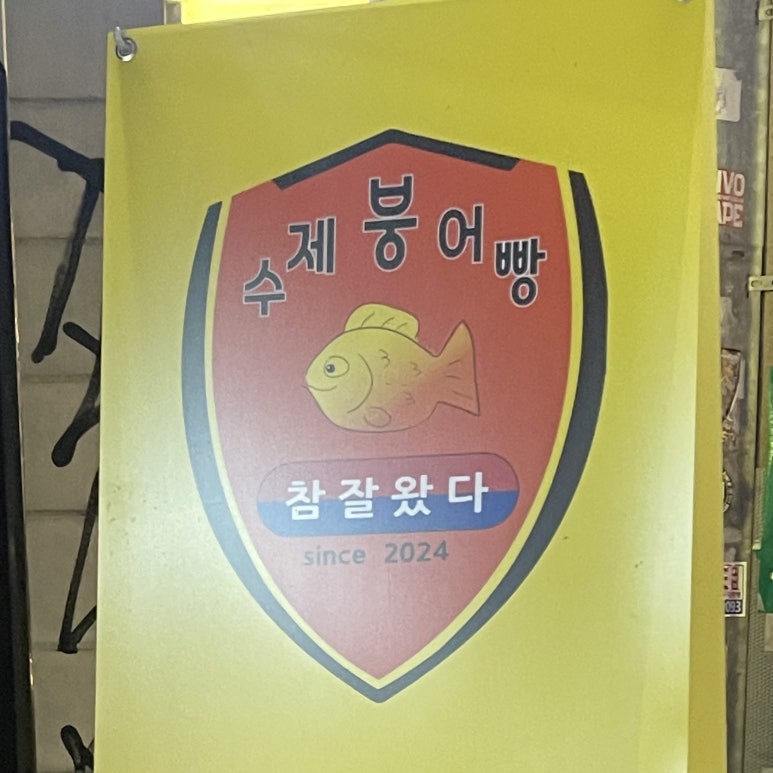 수제 붕어빵
참 잘 왔다
since 2024